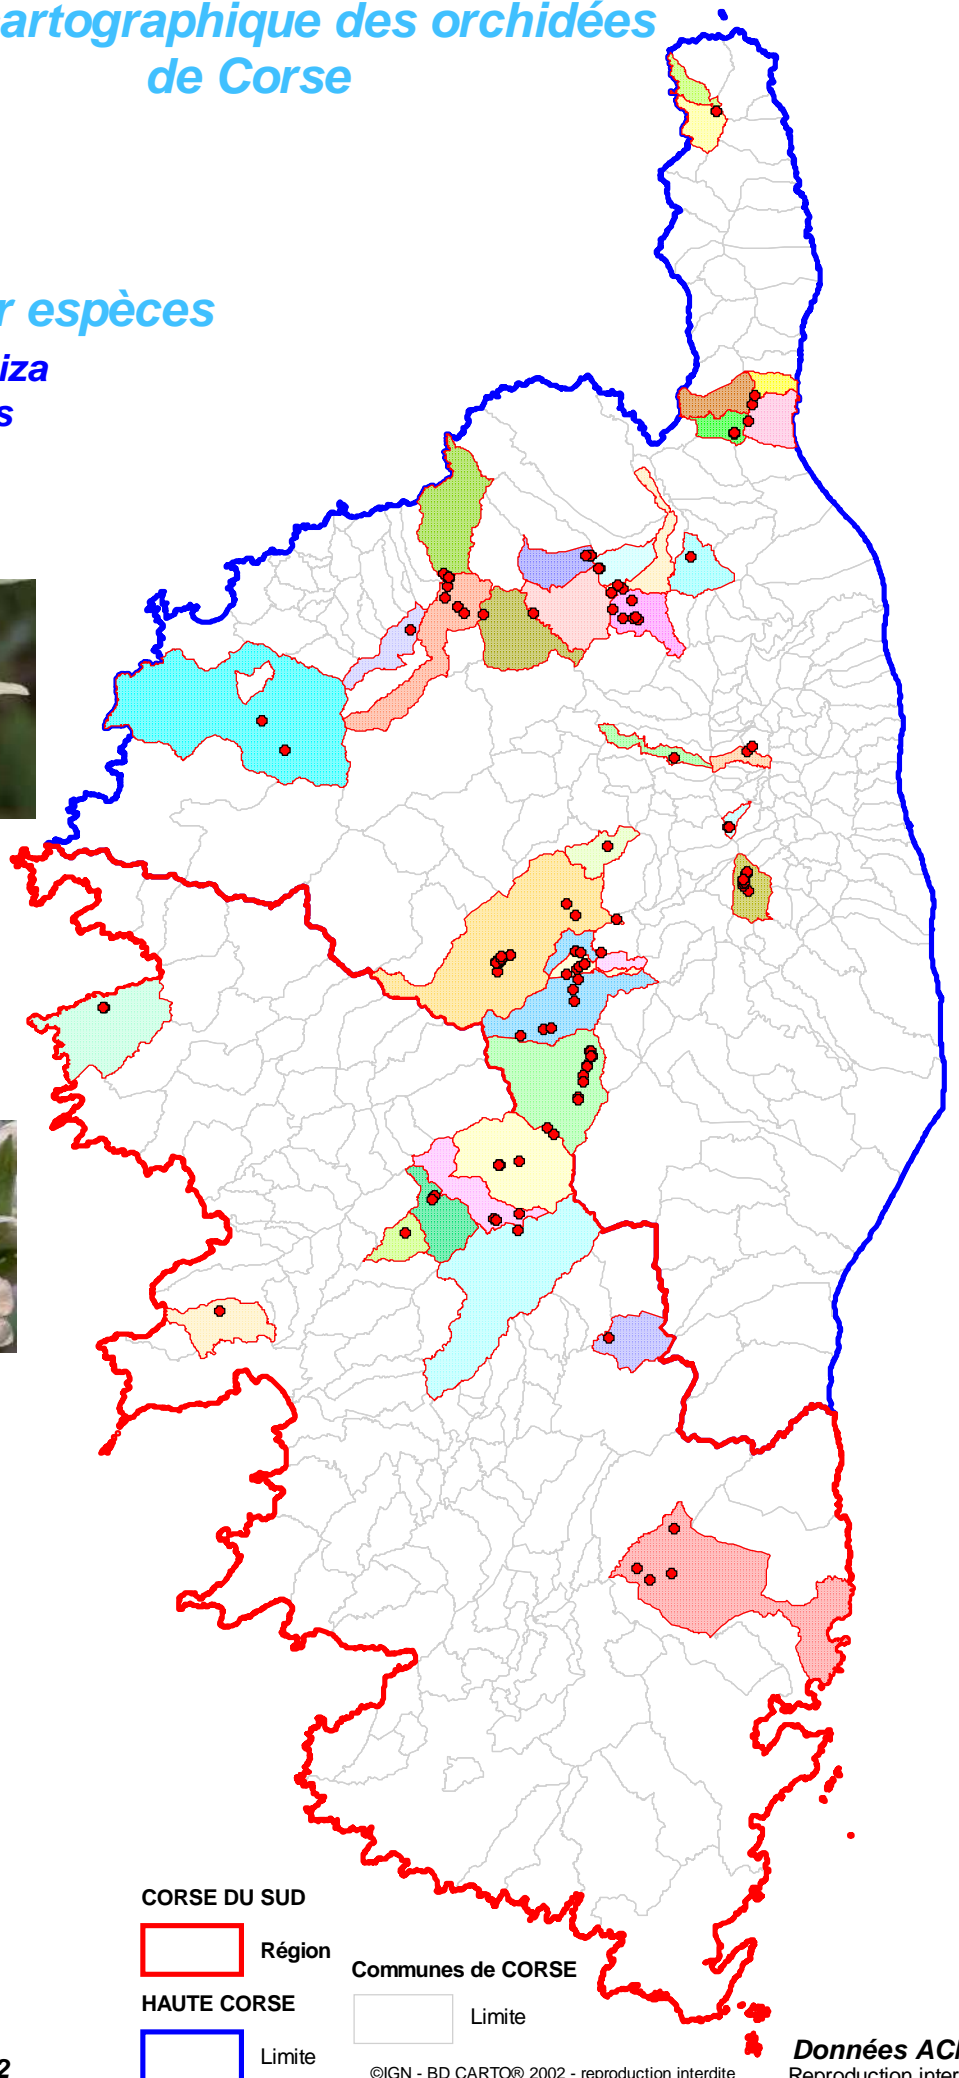 artographique des orchidées
de Corse
r espèces
iza
s
CORSE DU SUD
Région
Communes de CORSE
HAUTE CORSE
Limite
Limite
2
©IGN - BD CARTO® 2002 - reproduction interdite
Données ACI
Reproduction inter